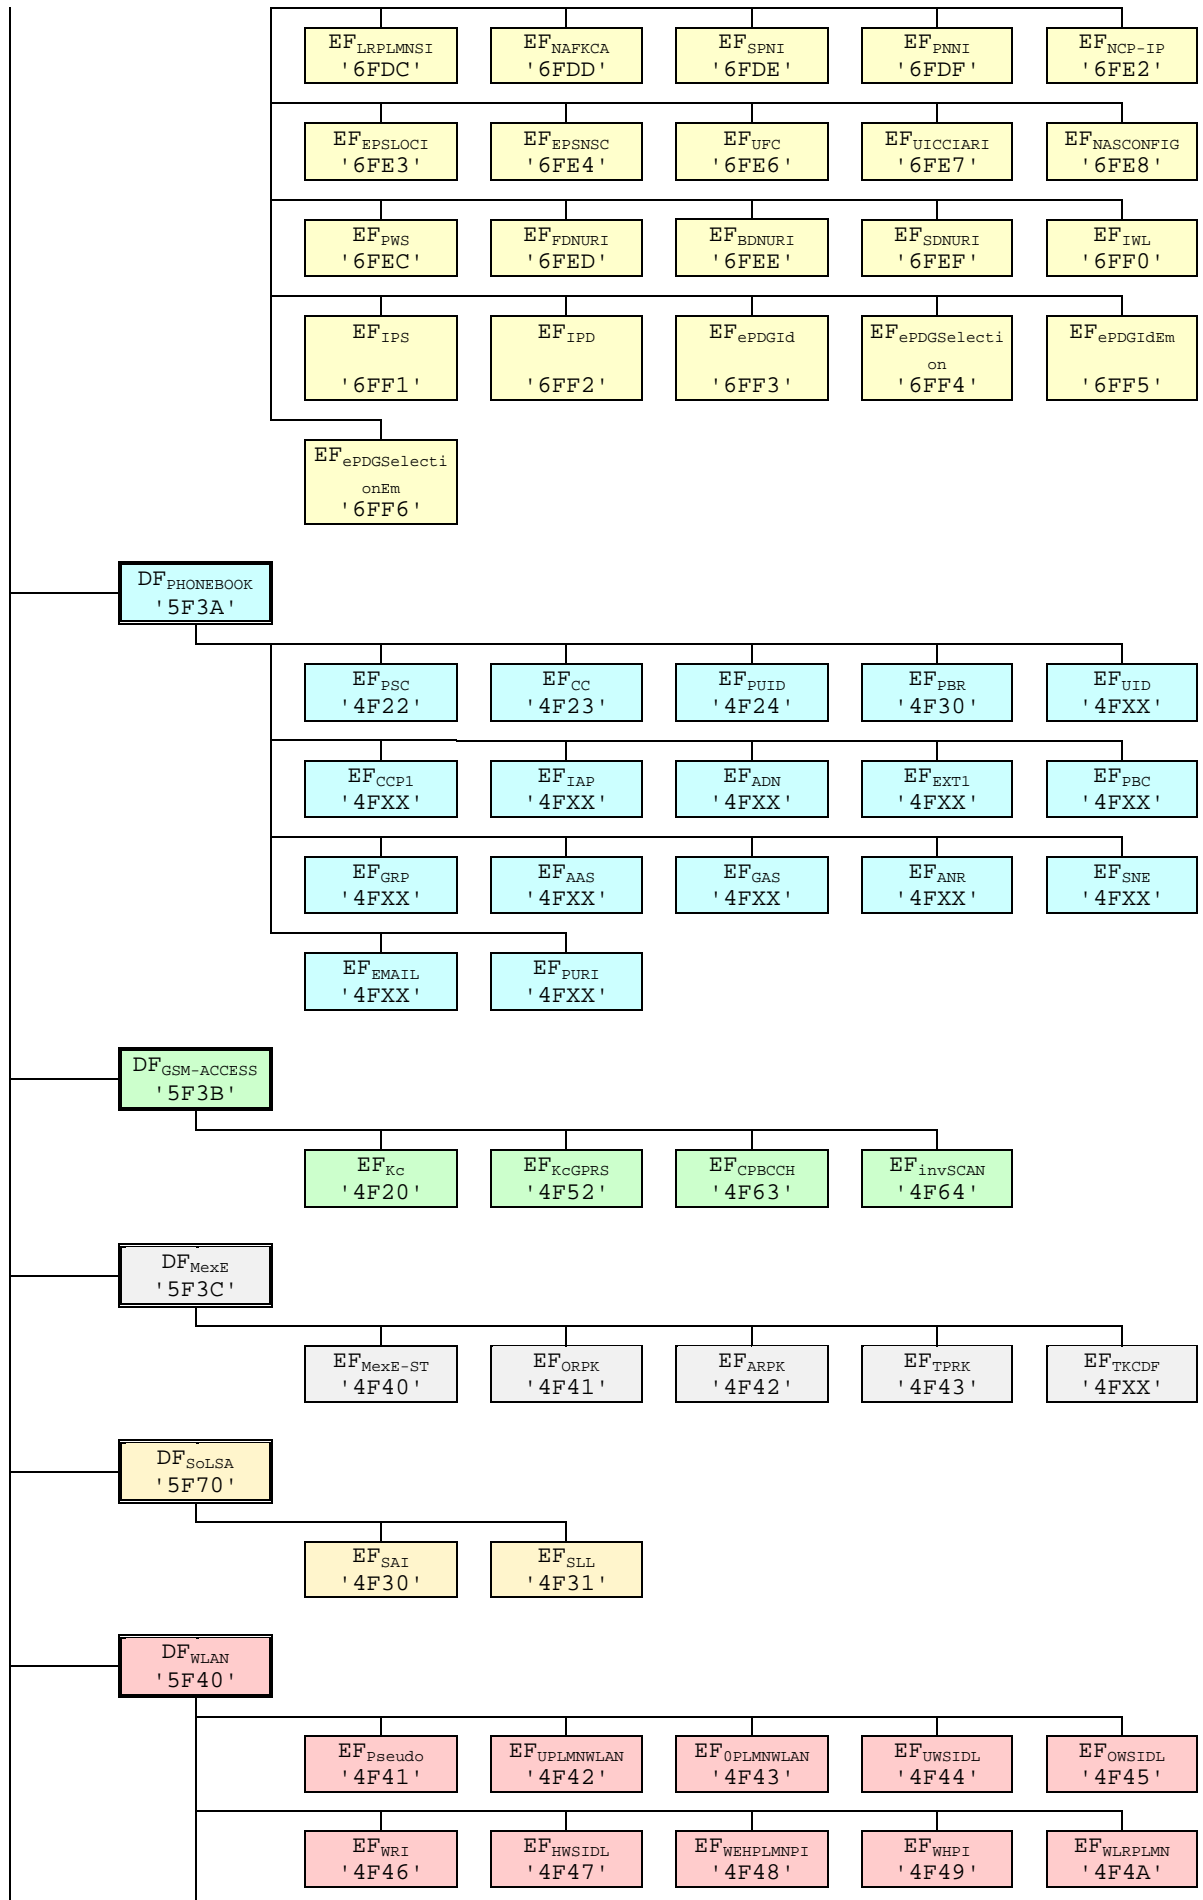 EFLRPLMNSI EFNAFKCA EFSPNI EFPNNI EFNCP-IP
'6FDC' '6FDD' '6FDE' '6FDF' '6FE2'
EFEPSLOCI EFEPSNSC EFUFC EFUICCIARI EFNASCONFIG
'6FE3' '6FE4' '6FE6' '6FE7' '6FE8'
EFPWS EFFDNURI EFBDNURI EFSDNURI EFIWL
'6FEC' '6FED' '6FEE' '6FEF' '6FF0'
EFIPS EFIPD EFePDGId EFePDGSelecti EFePDGIdEm
on
'6FF1' '6FF2' '6FF3' '6FF4' '6FF5'
EFePDGSelecti
onEm
'6FF6'
DFPHONEBOOK
'5F3A'
EFPSC EFCC EFPUID EFPBR EFUID
'4F22' '4F23' '4F24' '4F30' '4FXX'
EFCCP1 EFIAP EFADN EFEXT1 EFPBC
'4FXX' '4FXX' '4FXX' '4FXX' '4FXX'
EFGRP EFAAS EFGAS EFANR EFSNE
'4FXX' '4FXX' '4FXX' '4FXX' '4FXX'
EFEMAIL EFPURI
'4FXX' '4FXX'
DFGSM-ACCESS
'5F3B'
EFKc EFKcGPRS EFCPBCCH EFinvSCAN
'4F20' '4F52' '4F63' '4F64'
DFMexE
'5F3C'
EFMexE-ST EFORPK EFARPK EFTPRK EFTKCDF
'4F40' '4F41' '4F42' '4F43' '4FXX'
DFSoLSA
'5F70'
EFSAI EFSLL
'4F30' '4F31'
DFWLAN
'5F40'
EFPseudo EFUPLMNWLAN EF0PLMNWLAN EFUWSIDL EFOWSIDL
'4F41' '4F42' '4F43' '4F44' '4F45'
EFWRI EFHWSIDL EFWEHPLMNPI EFWHPI EFWLRPLMN
'4F46' '4F47' '4F48' '4F49' '4F4A'